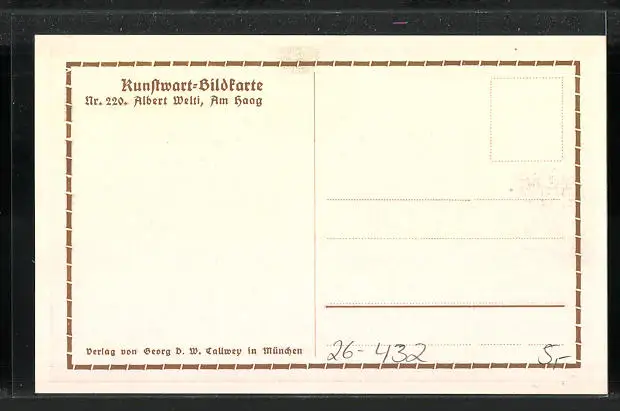 Kunstwart-Bildkarte
Nr. 220. Albert Welti, Am Haag
Verlag von Georg D. W. Callwey in München
26-432
5,-